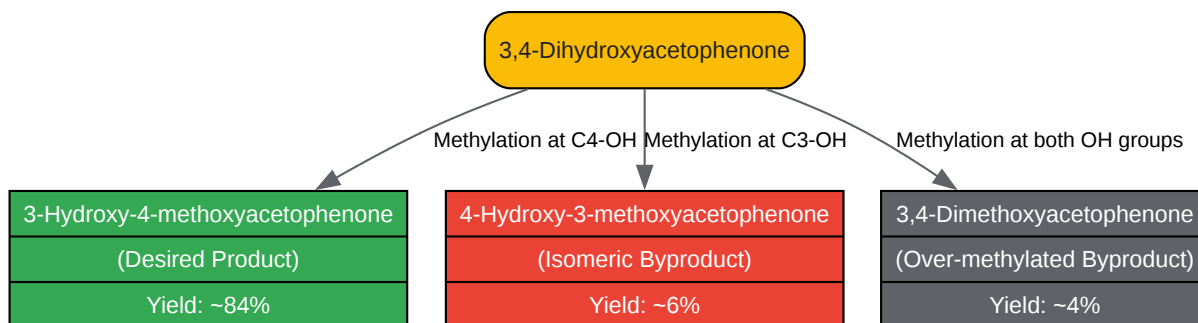 3,4-Dihydroxyacetophenone
Methylation at C4-OH
Methylation at C3-OH
Methylation at both OH groups
3-Hydroxy-4-methoxyacetophenone
(Desired Product)
Yield: ~84%
4-Hydroxy-3-methoxyacetophenone
(Isomeric Byproduct)
Yield: ~6%
3,4-Dimethoxyacetophenone
(Over-methylated Byproduct)
Yield: ~4%